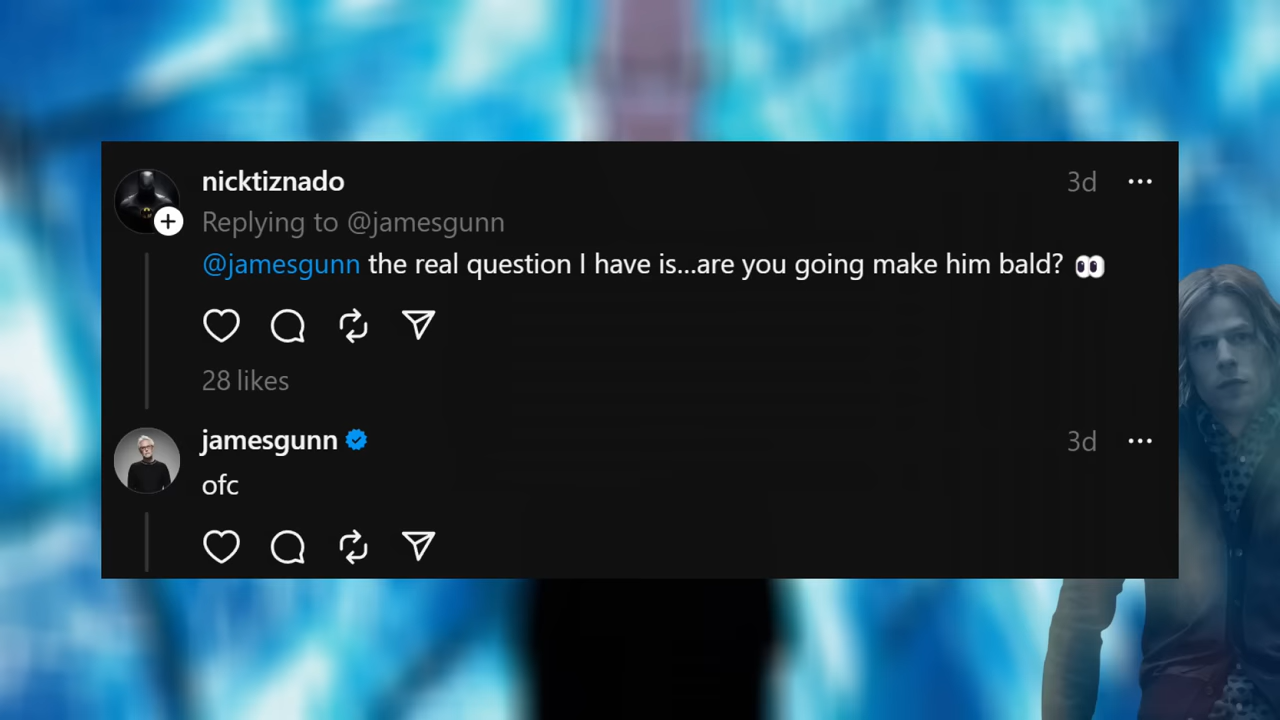 nicktiznado
3d
Replying to @jamesgunn
@jamesgunn the real question I have is...are you going make him bald? 👀
28 likes
jamesgunn
3d
ofc